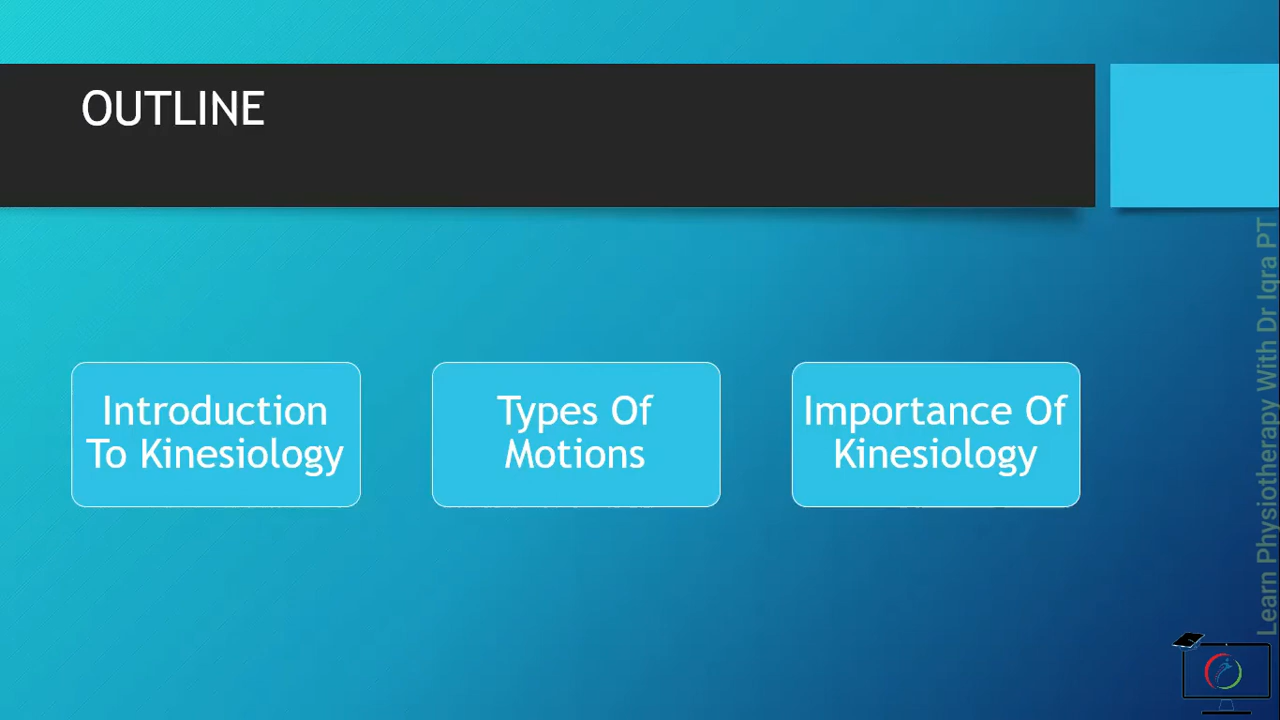 OUTLINE
Introduction
To Kinesiology
Types Of
Motions
Importance Of
Kinesiology
Learn Physiotherapy With Dr Iqra PT